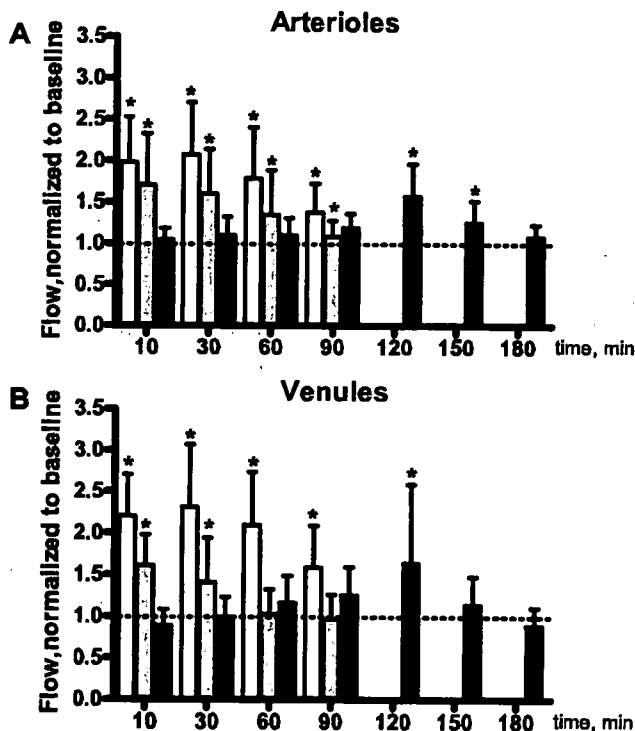 A
Arterioles
Flow,normalized to baseline
3.5
3.0
2.5
2.0
1.5
1.0
0.5
0.0
* * * * * * * * * *
10 30 60 90 120 150 180 time, min
B
Venules
Flow,normalized to baseline
3.5
3.0
2.5
2.0
1.5
1.0
0.5
0.0
* * * * * * *
10 30 60 90 120 150 180 time, min